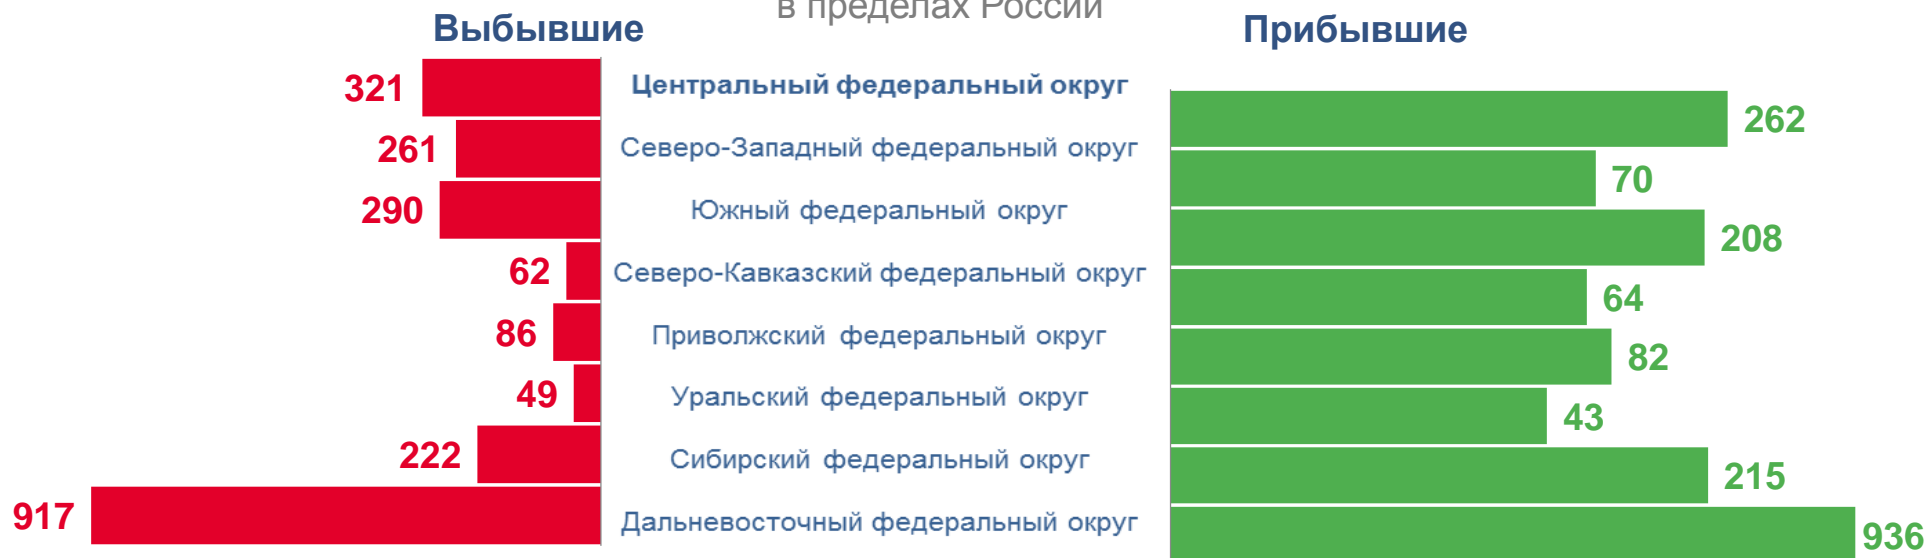 в пределах России
Выбывшие
Прибывшие
321
Центральный федеральный округ
262
261
Северо-Западный федеральный округ
70
290
Южный федеральный округ
208
62
Северо-Кавказский федеральный округ
64
86
Приволжский федеральный округ
82
49
Уральский федеральный округ
43
222
Сибирский федеральный округ
215
917
Дальневосточный федеральный округ
936